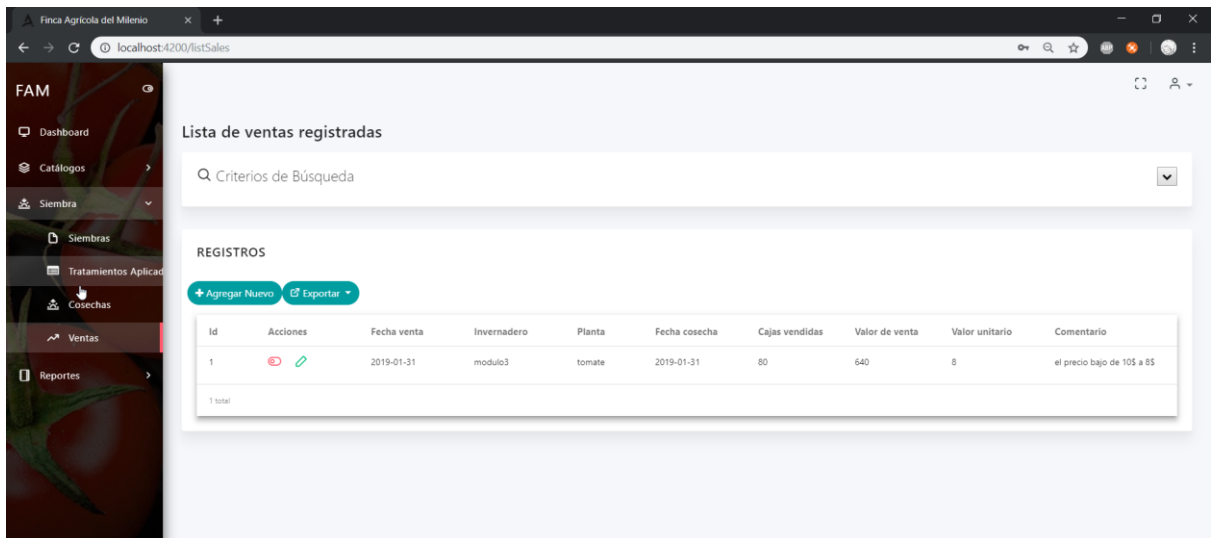 Finca Agrícola del Milenio
localhost:4200/listSales
ABP
FAM
Dashboard
Catálogos
Siembra
Siembras
Tratamientos Aplicad
Cosechas
Ventas
Reportes
Lista de ventas registradas
Criterios de Búsqueda
REGISTROS
+ Agregar Nuevo Exportar
Id Acciones Fecha venta Invernadero Planta Fecha cosecha Cajas vendidas Valor de venta Valor unitario Comentario
1 2019-01-31 modulo3 tomate 2019-01-31 80 640 8 el precio bajo de 10$ a 8$
1 total